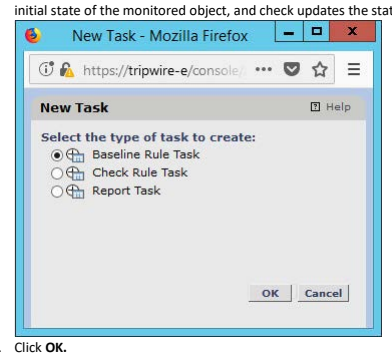 initial state of the monitored object, and check updates the stat
New Task - Mozilla Firefox
https://tripwire-e/console/
New Task
? Help
Select the type of task to create:
Baseline Rule Task
Check Rule Task
Report Task
OK Cancel
Click OK.